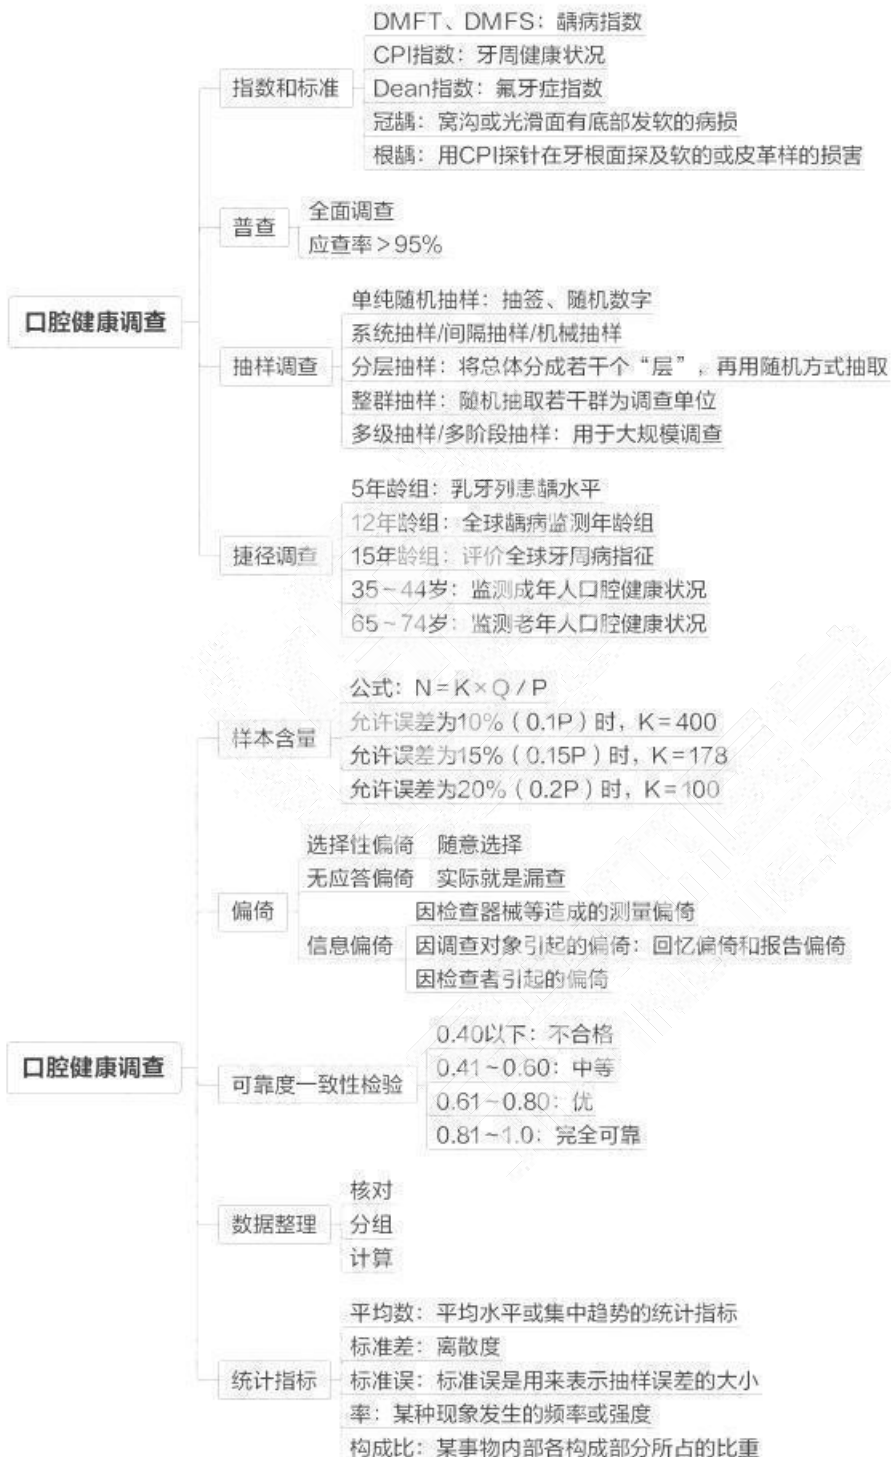 口腔健康调查
指数和标准
DMFT、DMFS：龋病指数
CPI指数：牙周健康状况
Dean指数：氟牙症指数
冠龋：窝沟或光滑面有底部发软的病损
根龋：用CPI探针在牙根面探及软的或皮革样的损害
普查
全面调查
应查率＞95%
抽样调查
单纯随机抽样：抽签、随机数字
系统抽样/间隔抽样/机械抽样
分层抽样：将总体分成若干个“层”，再用随机方式抽取
整群抽样：随机抽取若干群为调查单位
多级抽样/多阶段抽样：用于大规模调查
捷径调查
5年龄组：乳牙列患龋水平
12年龄组：全球龋病监测年龄组
15年龄组：评价全球牙周病指征
35~44岁：监测成年人口腔健康状况
65~74岁：监测老年人口腔健康状况
口腔健康调查
样本含量
公式：N=K×Q/P
允许误差为10%（0.1P）时，K=400
允许误差为15%（0.15P）时，K=178
允许误差为20%（0.2P）时，K=100
偏倚
选择性偏倚 随意选择
无应答偏倚 实际就是漏查
信息偏倚
因检查器械等造成的测量偏倚
因调查对象引起的偏倚：回忆偏倚和报告偏倚
因检查者引起的偏倚
可靠度一致性检验
0.40以下：不合格
0.41~0.60：中等
0.61~0.80：优
0.81~1.0：完全可靠
数据整理
核对
分组
计算
统计指标
平均数：平均水平或集中趋势的统计指标
标准差：离散度
标准误：标准误是用来表示抽样误差的大小
率：某种现象发生的频率或强度
构成比：某事物内部各构成部分所占的比重